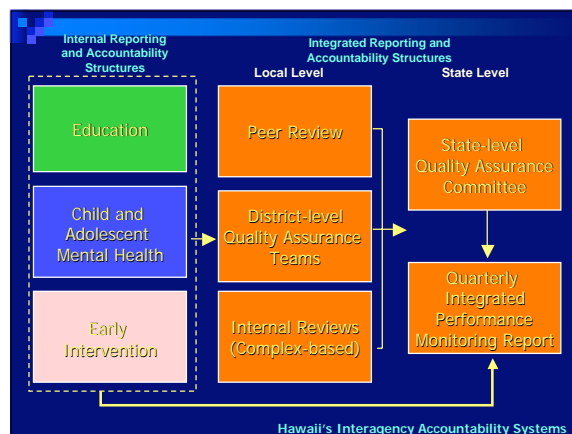 Internal Reporting
and Accountability
Structures
Integrated Reporting and
Accountability Structures
Local Level
State Level
Education
Child and
Adolescent
Mental Health
Early
Intervention
Peer Review
District-level
Quality Assurance
Teams
Internal Reviews
(Complex-based)
State-level
Quality Assurance
Committee
Quarterly
Integrated
Performance
Monitoring Report
Hawaii's Interagency Accountability Systems